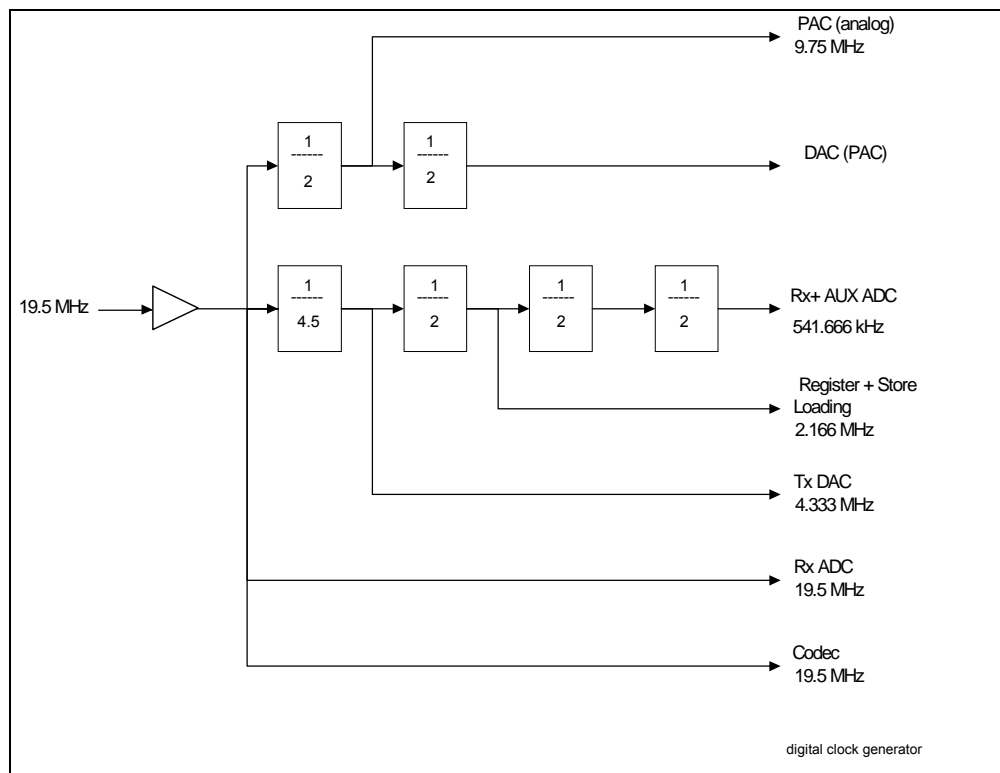 PAC (analog)
9.75 MHz
1
------
2
1
------
2
DAC (PAC)
19.5 MHz
1
------
4.5
1
------
2
1
------
2
1
------
2
Rx+ AUX ADC
541.666 kHz
Register + Store
Loading
2.166 MHz
Tx DAC
4.333 MHz
Rx ADC
19.5 MHz
Codec
19.5 MHz
digital clock generator